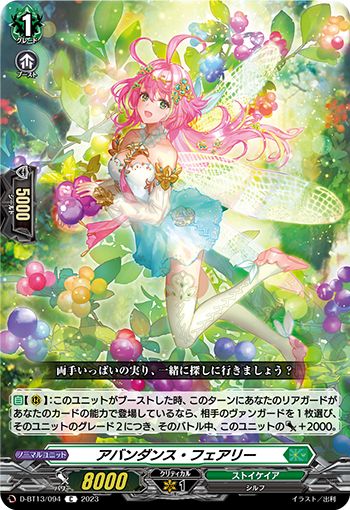 1
グレード
ブースト
5000
シールド
両手いっぱいの実り、一緒に探しに行きましょう?
自【R】:このユニットがブーストした時、このターンにあなたのリアガードが
あなたのカードの能力で登場しているなら、相手のヴァンガードを1枚選び、
そのユニットのグレード2につき、そのバトル中、このユニットの+2000。
ノーマルユニット
アバンダンス・フェアリー
パワー
8000
クリティカル
1
ストイケイア
シルフ
D-BT13/094 C 2023
イラスト/出利